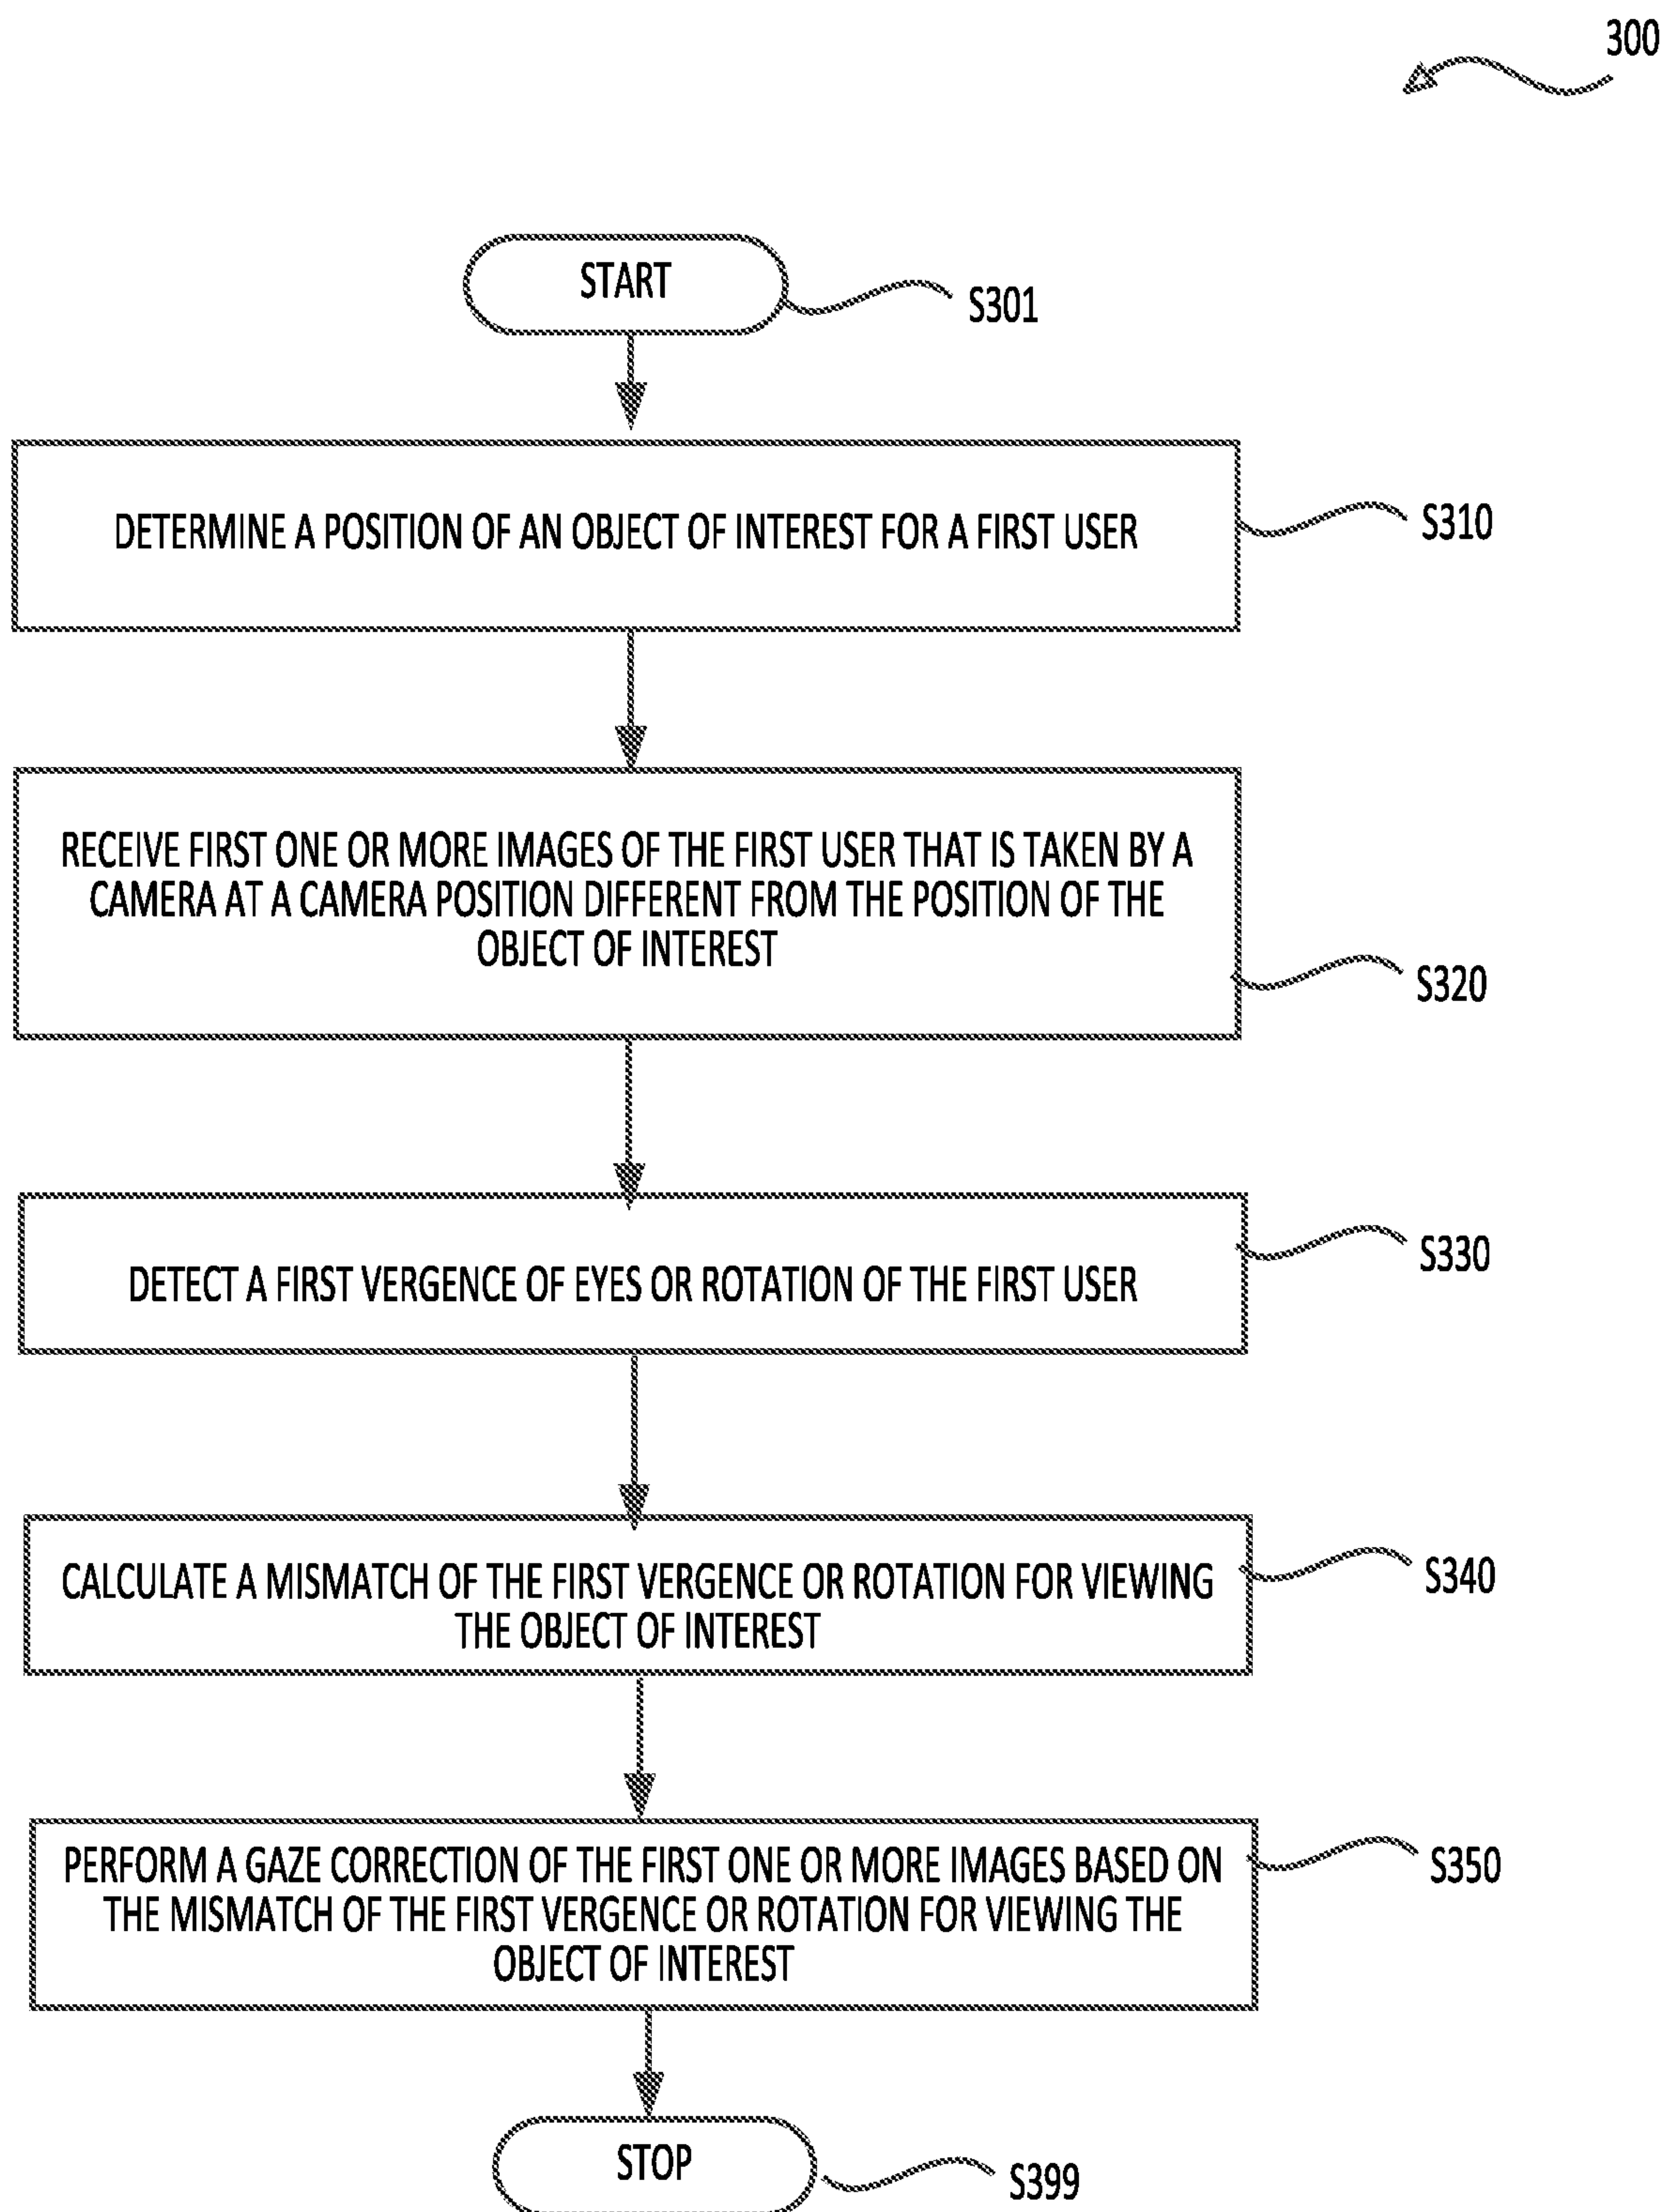 300
START
S301
DETERMINE A POSITION OF AN OBJECT OF INTEREST FOR A FIRST USER
S310
RECEIVE FIRST ONE OR MORE IMAGES OF THE FIRST USER THAT IS TAKEN BY A
CAMERA AT A CAMERA POSITION DIFFERENT FROM THE POSITION OF THE
OBJECT OF INTEREST
S320
DETECT A FIRST VERGENCE OF EYES OR ROTATION OF THE FIRST USER
S330
CALCULATE A MISMATCH OF THE FIRST VERGENCE OR ROTATION FOR VIEWING
THE OBJECT OF INTEREST
S340
PERFORM A GAZE CORRECTION OF THE FIRST ONE OR MORE IMAGES BASED ON
THE MISMATCH OF THE FIRST VERGENCE OR ROTATION FOR VIEWING THE
OBJECT OF INTEREST
S350
STOP
S399